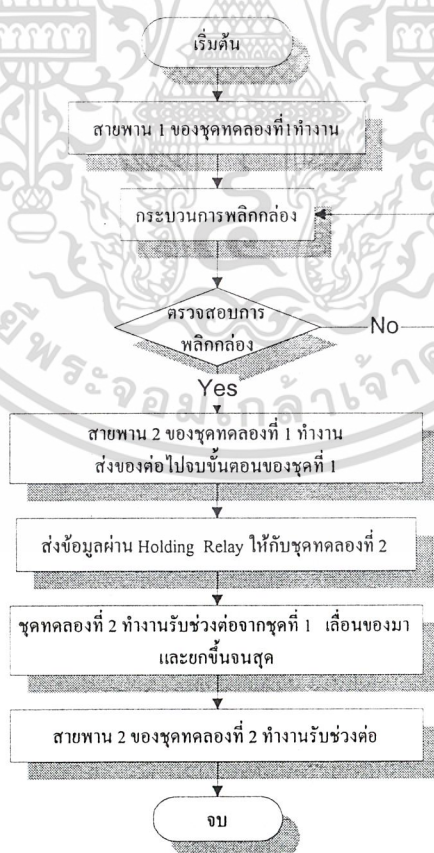 เริ่มต้น
สายพาน 1 ของชุดทดลองที่1ทำงาน
กระบวนการพลิกกล่อง
ตรวจสอบการ
พลิกกล่อง
No
Yes
สายพาน 2 ของชุดทดลองที่ 1 ทำงาน
ส่งของต่อไปจบขั้นตอนของชุดที่ 1
ส่งข้อมูลผ่าน Holding Relay ให้กับชุดทดลองที่ 2
ชุดทดลองที่ 2 ทำงานรับช่วงต่อจากชุดที่ 1 เลื่อนของมา
และยกขึ้นจนสุด
สายพาน 2 ของชุดทดลองที่ 2 ทำงานรับช่วงต่อ
จบ